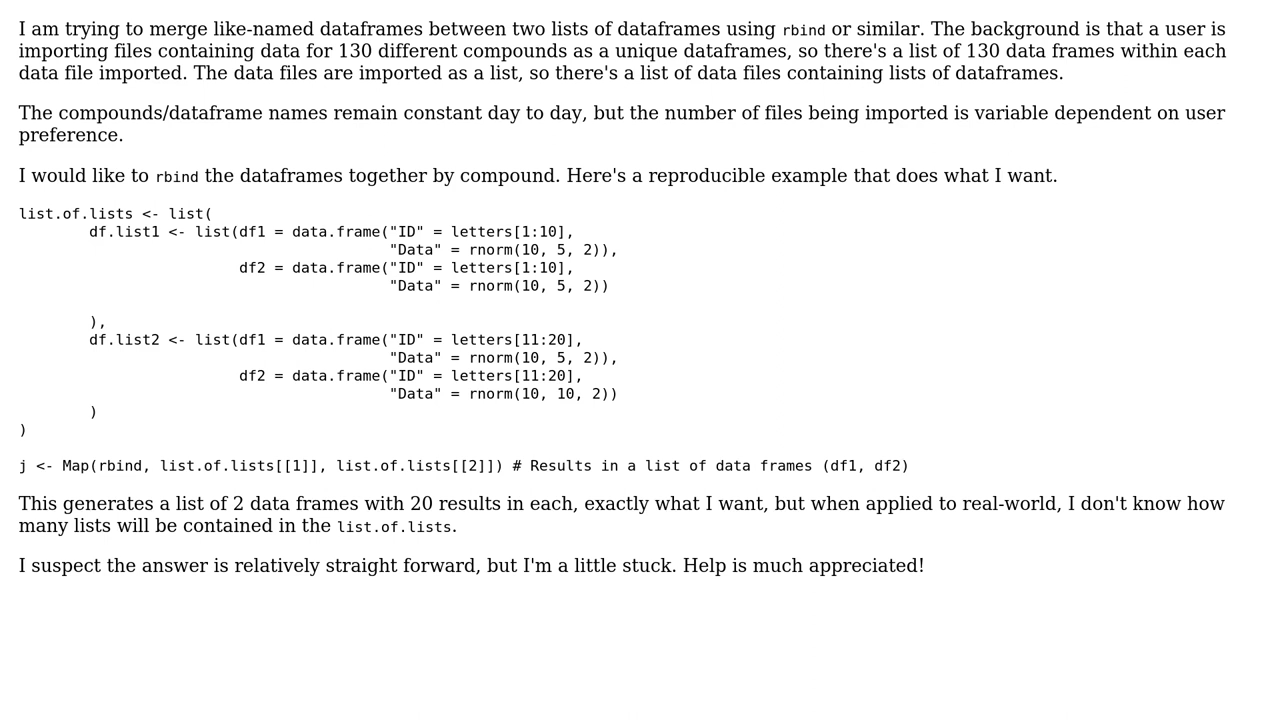 I am trying to merge like-named dataframes between two lists of dataframes using rbind or similar. The background is that a user is
importing files containing data for 130 different compounds as a unique dataframes, so there's a list of 130 data frames within each
data file imported. The data files are imported as a list, so there's a list of data files containing lists of dataframes.
The compounds/dataframe names remain constant day to day, but the number of files being imported is variable dependent on user
preference.
I would like to rbind the dataframes together by compound. Here's a reproducible example that does what I want.
list.of.lists <- list(
        df.list1 <- list(df1 = data.frame("ID" = letters[1:10],
                                          "Data" = rnorm(10, 5, 2)),
                         df2 = data.frame("ID" = letters[1:10],
                                          "Data" = rnorm(10, 5, 2))
        ),
        df.list2 <- list(df1 = data.frame("ID" = letters[11:20],
                                          "Data" = rnorm(10, 5, 2)),
                         df2 = data.frame("ID" = letters[11:20],
                                          "Data" = rnorm(10, 10, 2))
        )
)
j <- Map(rbind, list.of.lists[[1]], list.of.lists[[2]]) # Results in a list of data frames (df1, df2)
This generates a list of 2 data frames with 20 results in each, exactly what I want, but when applied to real-world, I don't know how
many lists will be contained in the list.of.lists.
I suspect the answer is relatively straight forward, but I'm a little stuck. Help is much appreciated!